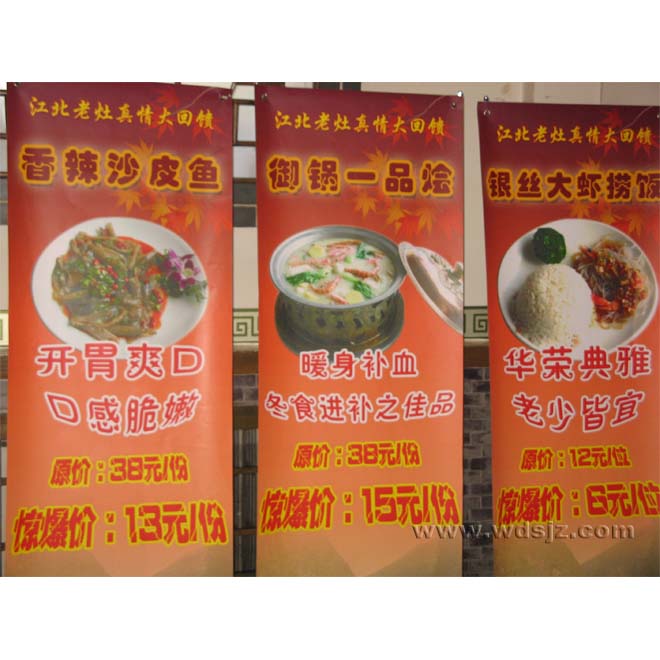 江北老灶真情大回馈
香辣沙皮鱼
开胃爽口
口感脆嫩
原价：38元/份
惊爆价：13元/份
江北老灶真情大回馈
御锅一品烩
暖身补血
冬食进补之佳品
原价：38元/份
惊爆价：15元/份
江北老灶真情大回馈
银丝大虾捞饭
华荣典雅
老少皆宜
原价：12元/位
惊爆价：6元/位
www.wdsjz.com